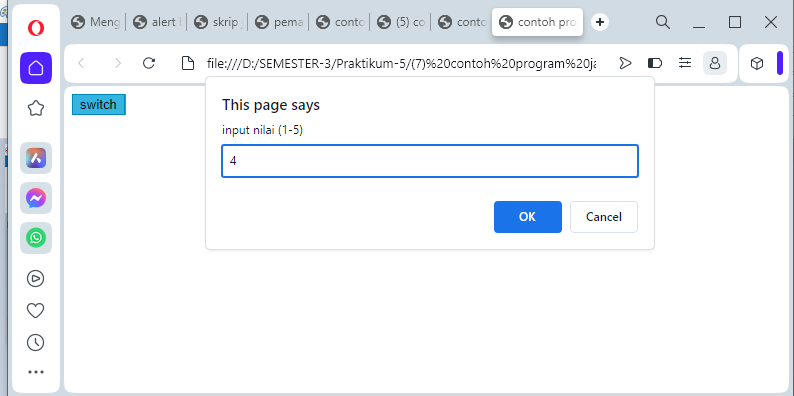 Meng
alert l
skrip
pema
conto
(5) co
conto
contoh pro
file:///D:/SEMESTER-3/Praktikum-5/(7)%20contoh%20program%20ja
switch
This page says
input nilai (1-5)
4
OK
Cancel